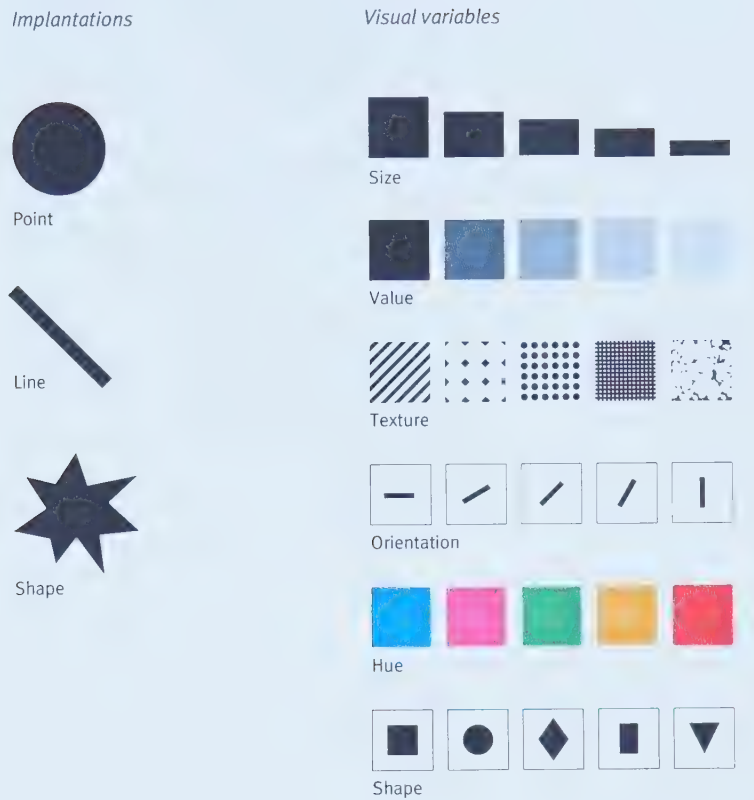 Implantations
Point
Line
Shape
Visual variables
Size
Value
Texture
Orientation
Hue
Shape